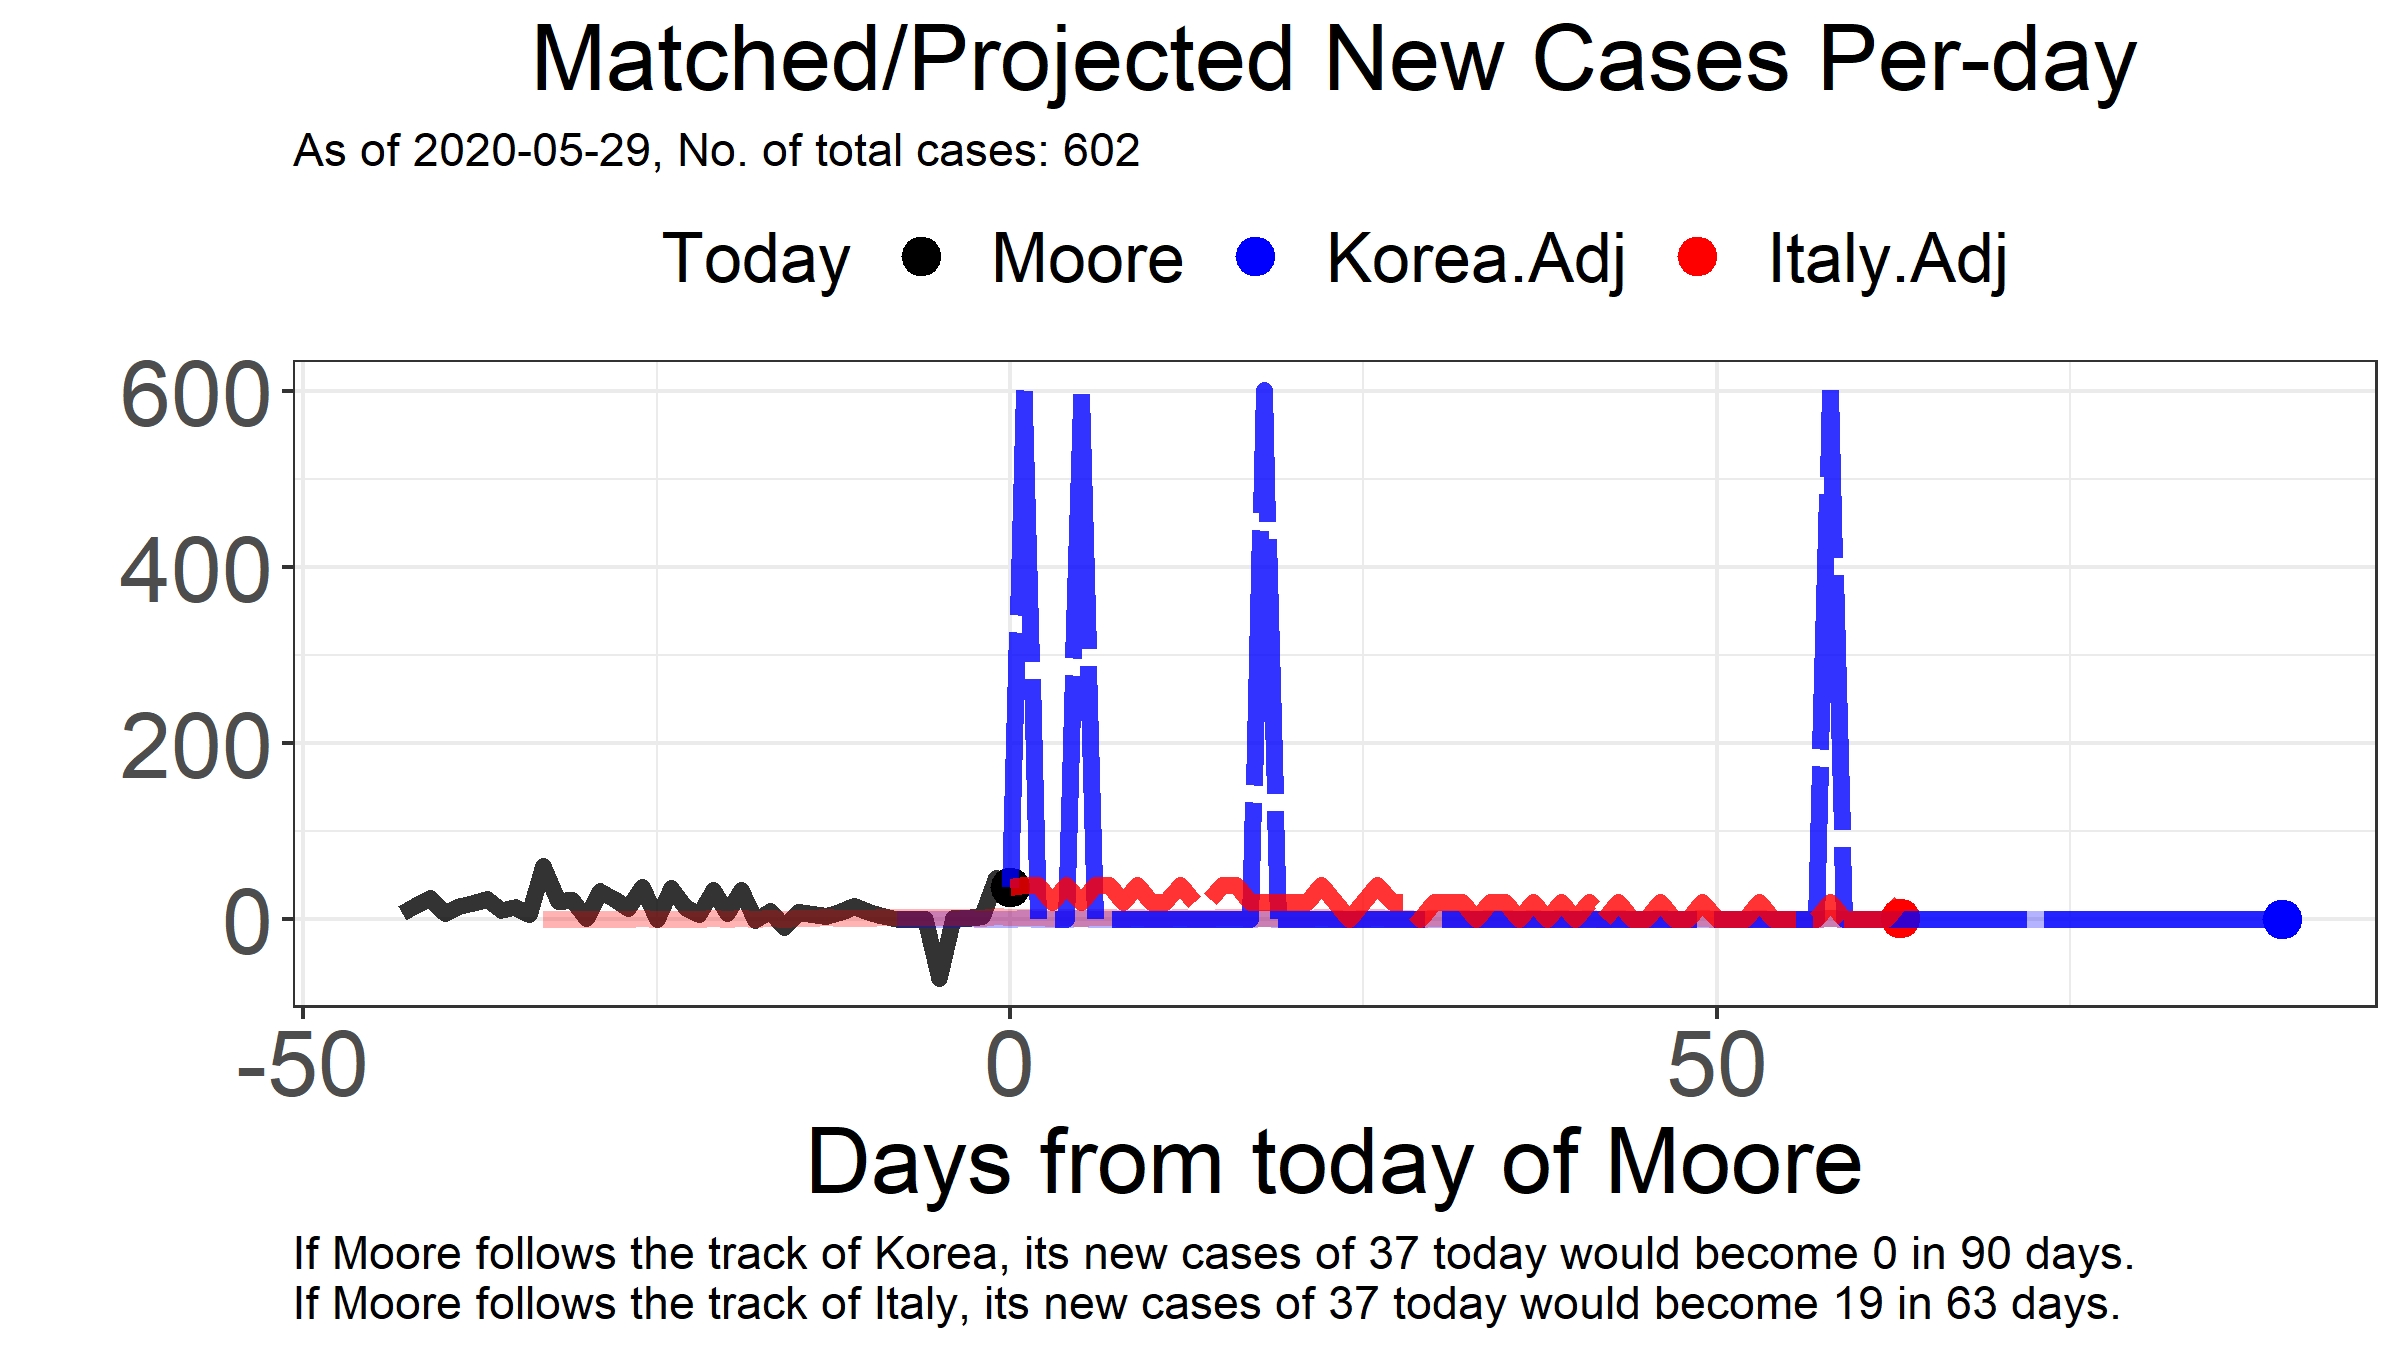 Matched/Projected New Cases Per-day
As of 2020-05-29, No. of total cases: 602
Today Moore Korea.Adj Italy.Adj
600
400
200
0
-50 0 50
Days from today of Moore
If Moore follows the track of Korea, its new cases of 37 today would become 0 in 90 days.
If Moore follows the track of Italy, its new cases of 37 today would become 19 in 63 days.